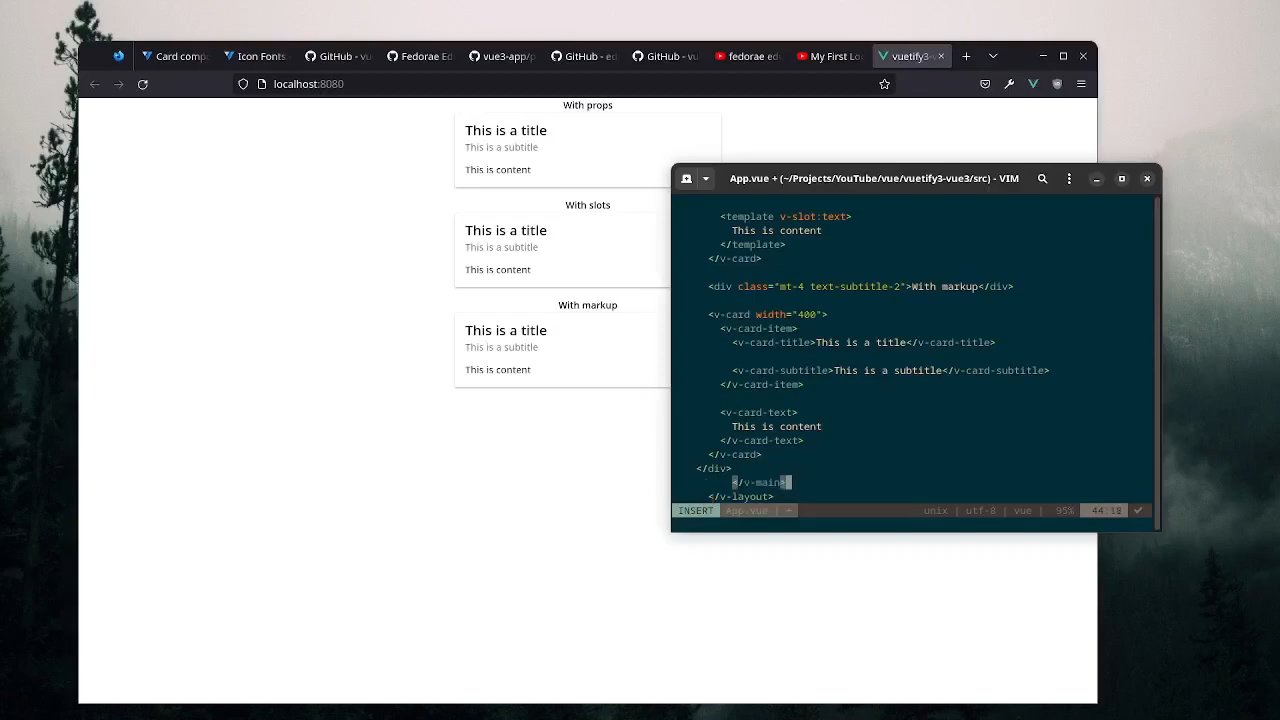 Card compo
Icon Fonts
GitHub - vu
Fedorae Ed
vue3-app/p
GitHub - ed
GitHub - vu
fedorae edu
My First Lo
vuetify3-v
localhost:8080
With props
This is a title
This is a subtitle
This is content
With slots
This is a title
This is a subtitle
This is content
With markup
This is a title
This is a subtitle
This is content
App.vue + (~/Projects/YouTube/vue/vuetify3-vue3/src) - VIM
<template v-slot:text>
This is content
</template>
</v-card>
<div class="mt-4 text-subtitle-2">With markup</div>
<v-card width="400">
<v-card-item>
<v-card-title>This is a title</v-card-title>
<v-card-subtitle>This is a subtitle</v-card-subtitle>
</v-card-item>
<v-card-text>
This is content
</v-card-text>
</v-card>
</div>
</v-main>
</v-layout>
INSERT App.vue | + unix | utf-8 | vue | 95% 44:18 ✓